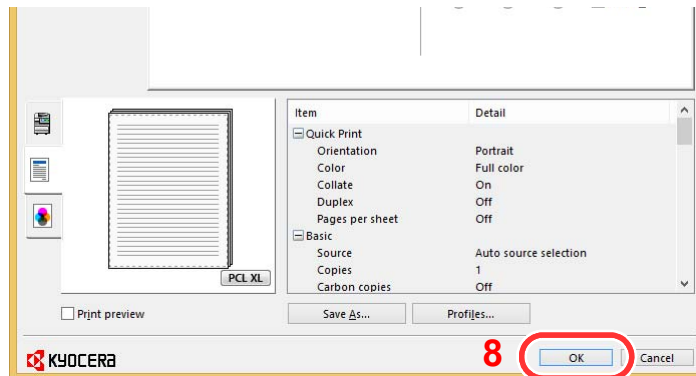 Item Detail
Quick Print
Orientation Portrait
Color Full color
Collate On
Duplex Off
Pages per sheet Off
Basic
Source Auto source selection
Copies 1
Carbon copies Off
PCL XL
Print preview
Save As... Profiles...
KYOCERA
8 OK Cancel